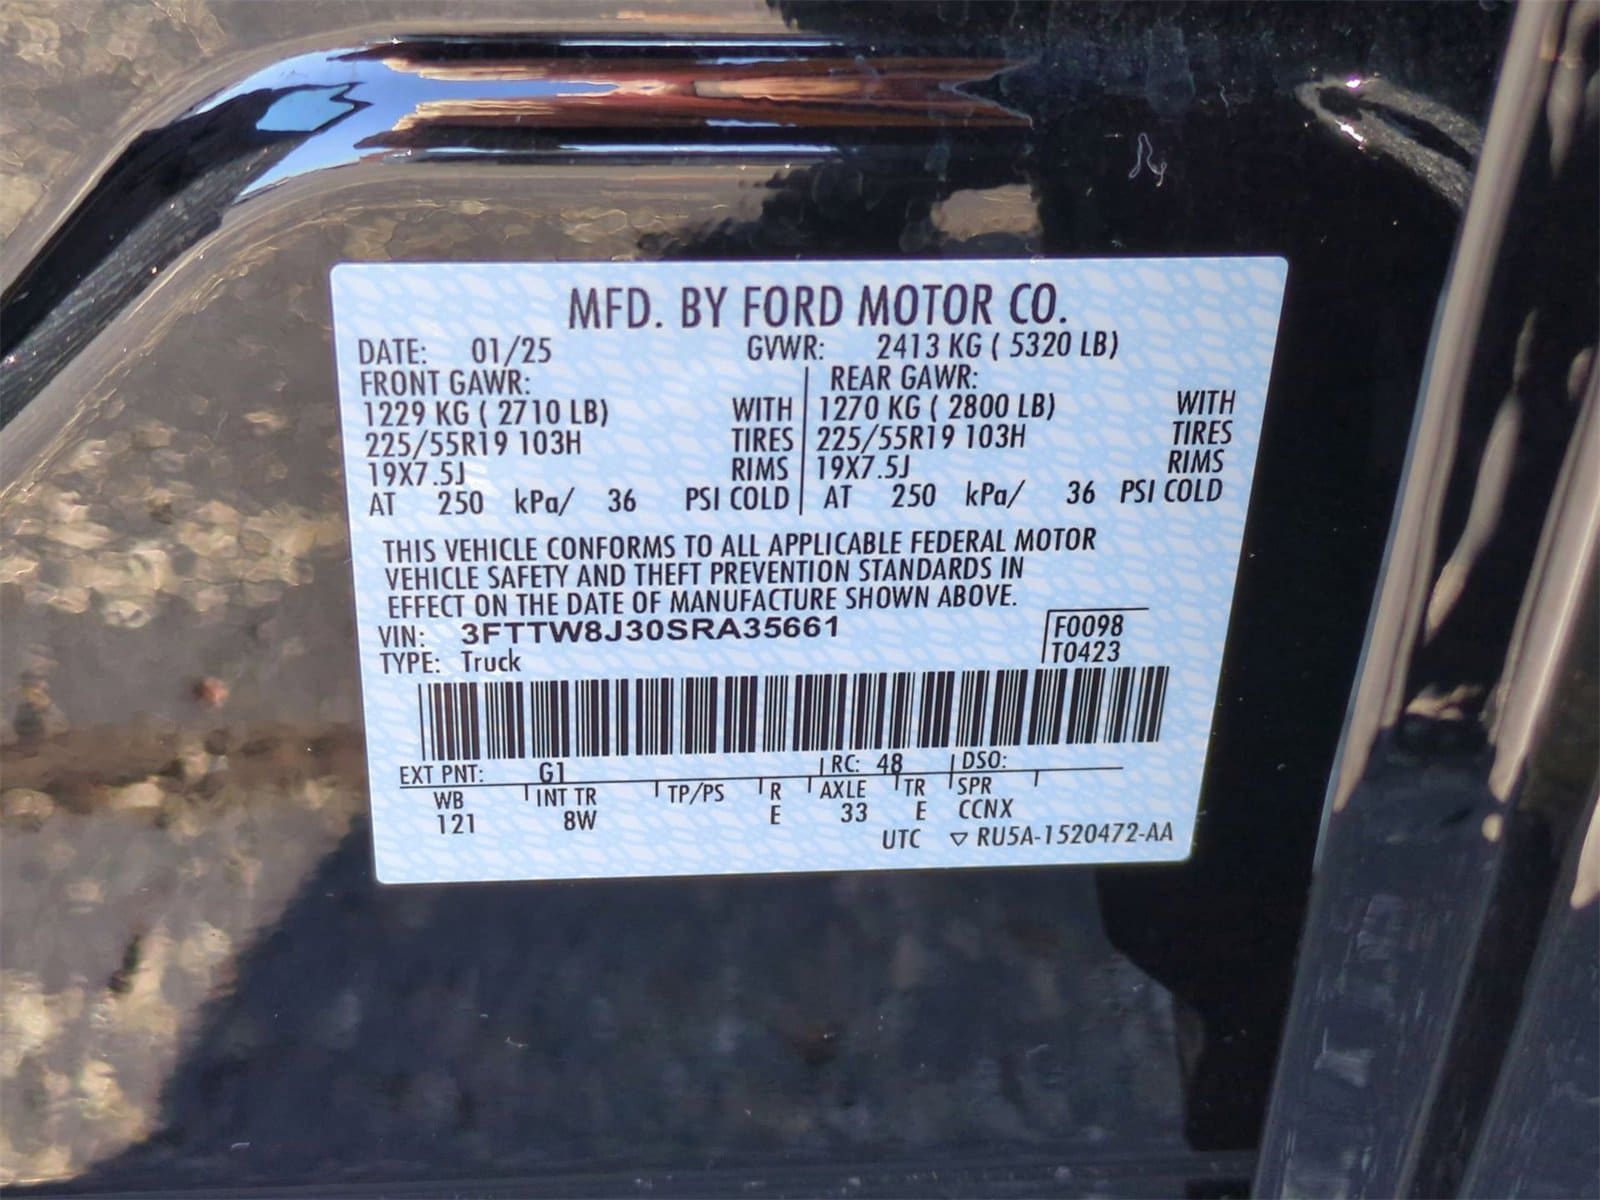 MFD. BY FORD MOTOR CO.
DATE: 01/25 GVWR: 2413 KG ( 5320 LB)
FRONT GAWR: REAR GAWR:
1229 KG ( 2710 LB) WITH 1270 KG ( 2800 LB) WITH
225/55R19 103H TIRES 225/55R19 103H TIRES
19X7.5J RIMS 19X7.5J RIMS
AT 250 kPa/ 36 PSI COLD AT 250 kPa/ 36 PSI COLD
THIS VEHICLE CONFORMS TO ALL APPLICABLE FEDERAL MOTOR
VEHICLE SAFETY AND THEFT PREVENTION STANDARDS IN
EFFECT ON THE DATE OF MANUFACTURE SHOWN ABOVE.
VIN: 3FTTW8J30SRA35661 F0098
TYPE: Truck T0423
EXT PNT: G1 RC: 48 DSO:
WB INT TR TP/PS R AXLE TR SPR
121 8W E 33 E CCNX
UTC ▽ RU5A-1520472-AA